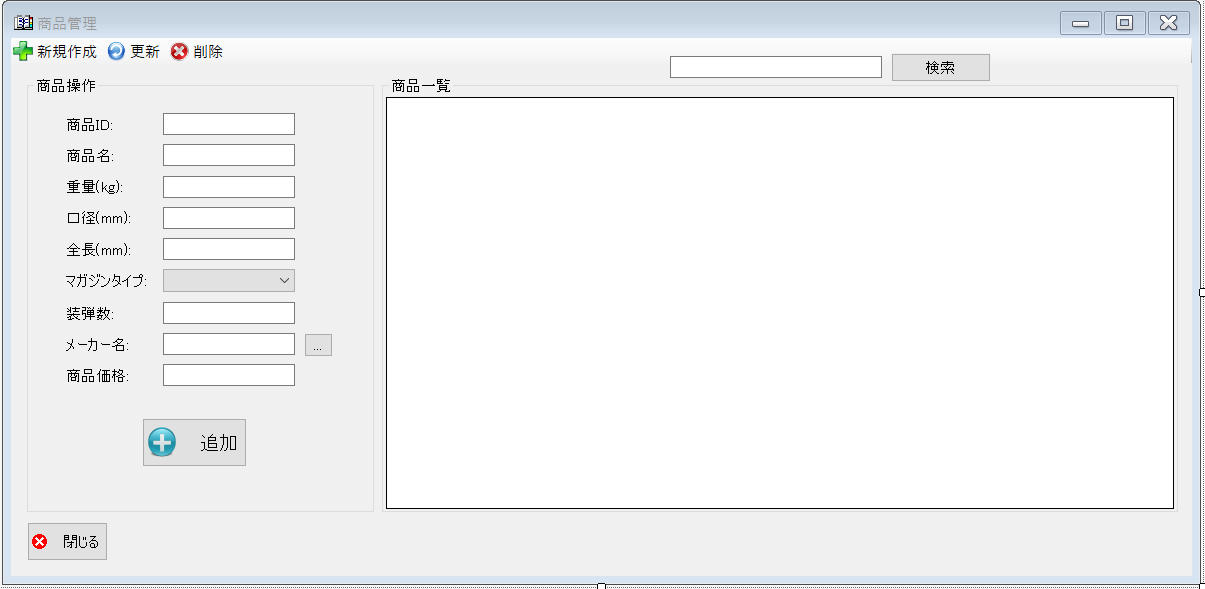 商品管理
新規作成 更新 削除
検索
商品操作
商品一覧
商品ID:
商品名:
重量(kg):
口径(mm):
全長(mm):
マガジンタイプ:
装弾数:
メーカー名:
...
商品価格:
追加
閉じる